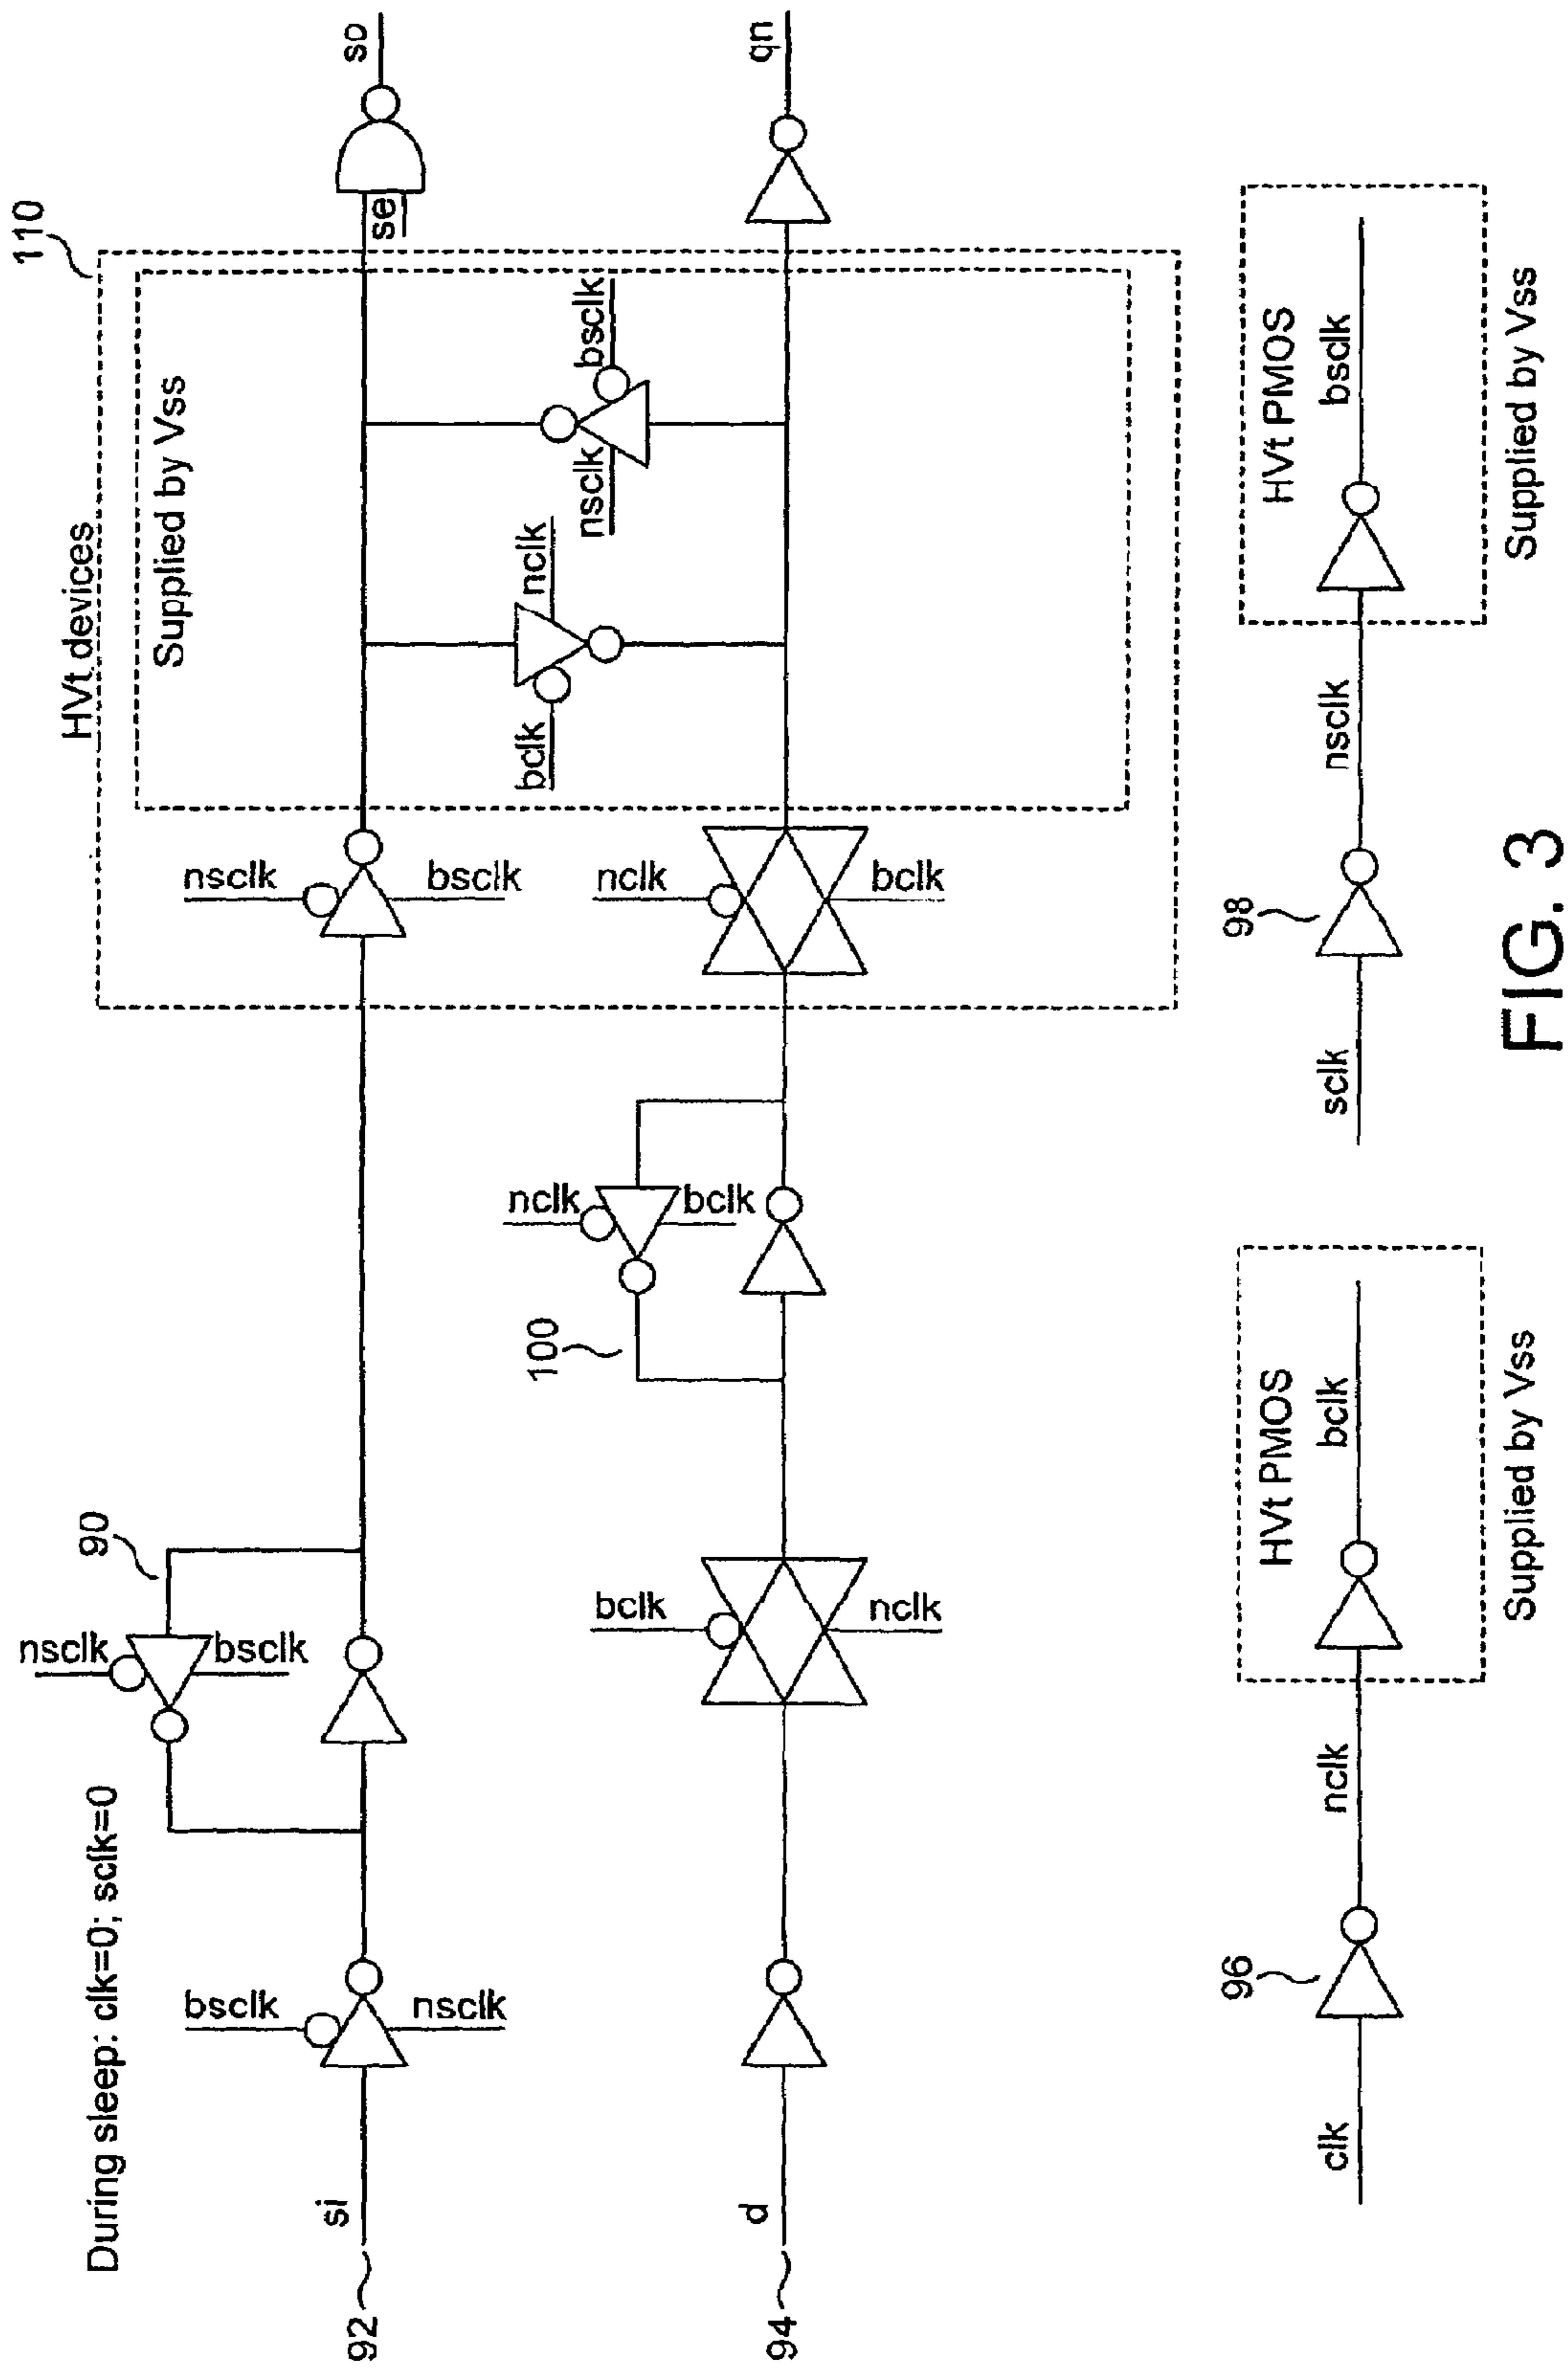 During sleep: clk=0; sclk=0
HVt devices
110
Supplied by Vss
90
nsclk
bsclk
92
si
bsclk
nsclk
nsclk
bsclk
se
so
bclk
nclk
nsclk
bsclk
100
nclk
bclk
94
d
bclk
nclk
nclk
bclk
qn
clk
96
nclk
HVt PMOS
bclk
Supplied by Vss
sclk
98
nsclk
HVt PMOS
bsclk
Supplied by Vss
FIG. 3